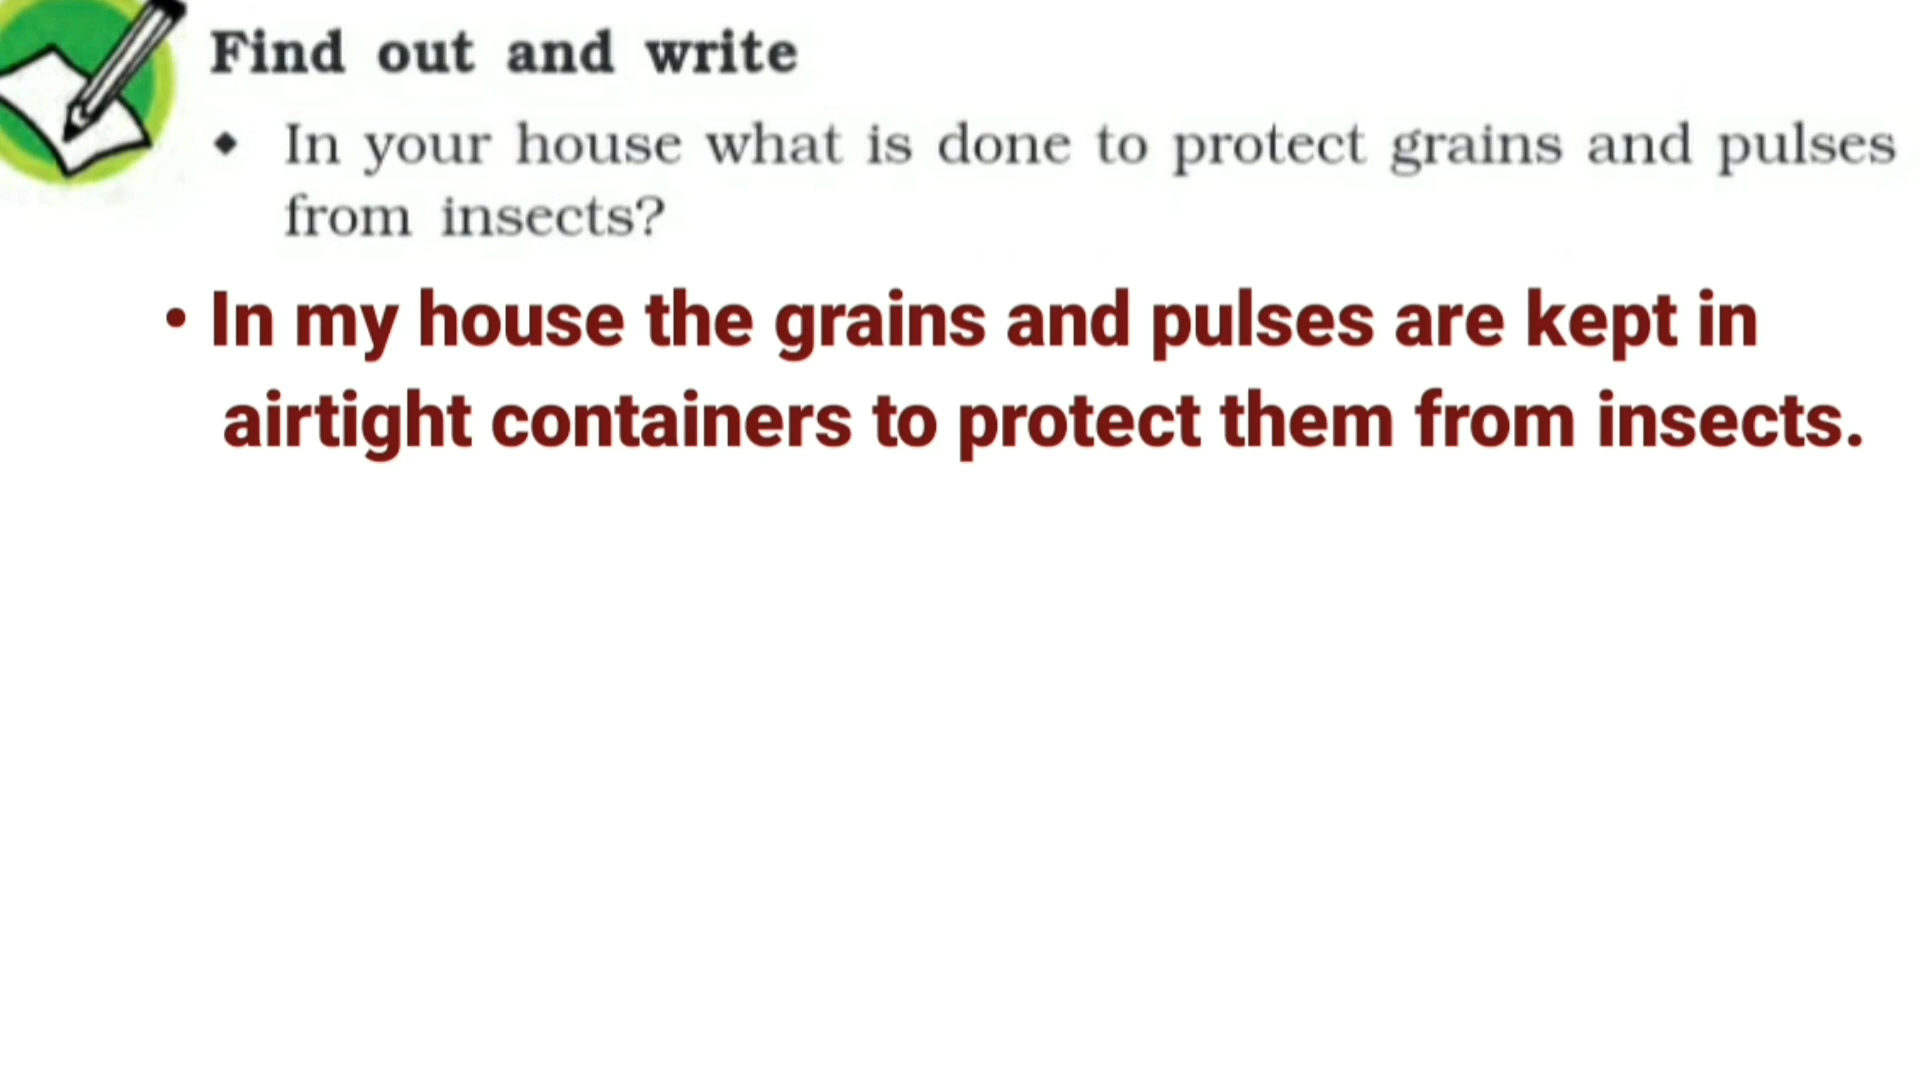 Find out and write
◆ In your house what is done to protect grains and pulses
from insects?
• In my house the grains and pulses are kept in
airtight containers to protect them from insects.